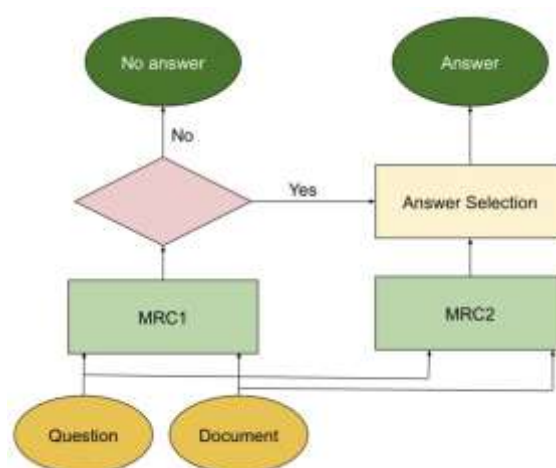 No answer
Answer
No
Yes
Answer Selection
MRC1
MRC2
Question
Document